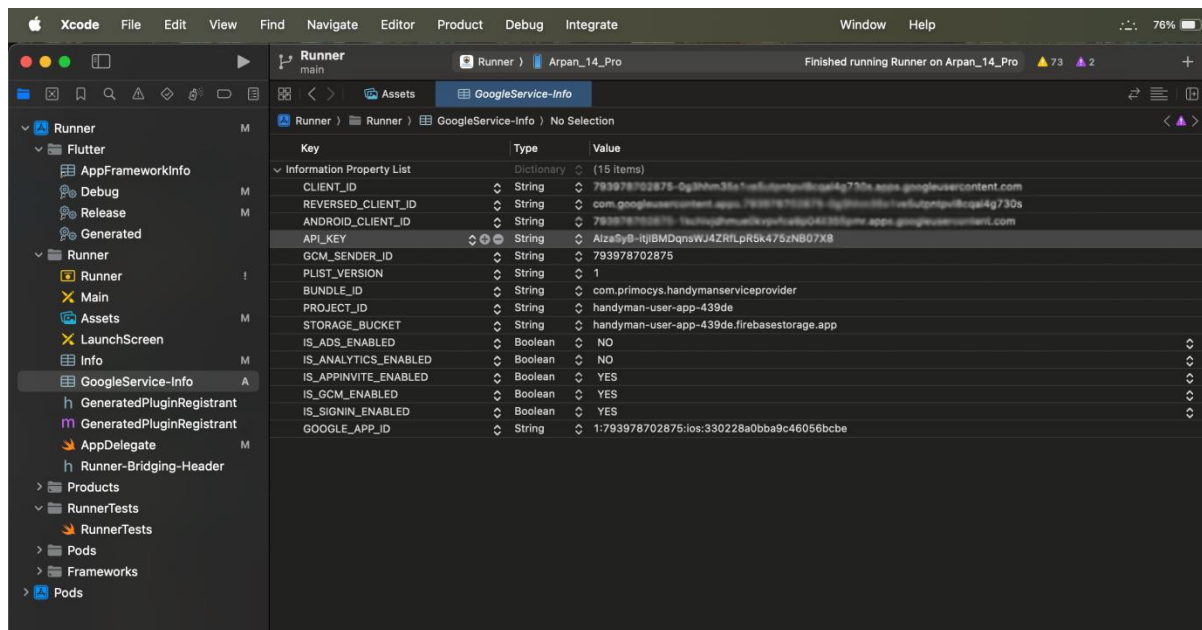 Xcode File Edit View Find Navigate Editor Product Debug Integrate Window Help 76%
Runner
main
Runner Arpan_14_Pro
Finished running Runner on Arpan_14_Pro 73 2
Assets
GoogleService-Info
Runner Runner GoogleService-Info No Selection
Runner M
Flutter
AppFrameworkInfo
Debug M
Release M
Generated
Runner
Runner !
Main
Assets M
LaunchScreen
Info M
GoogleService-Info A
h GeneratedPluginRegistrant
m GeneratedPluginRegistrant
AppDelegate M
h Runner-Bridging-Header
Products
RunnerTests
RunnerTests
Pods
Frameworks
Pods
Key Type Value
Information Property List Dictionary (15 items)
CLIENT_ID String
REVERSED_CLIENT_ID String
ANDROID_CLIENT_ID String
API_KEY String AIzaSyB-itjIBMDqnsWJ4ZRfLpR5k475zNB07X8
GCM_SENDER_ID String 793978702875
PLIST_VERSION String 1
BUNDLE_ID String com.primocys.handymanserviceprovider
PROJECT_ID String handyman-user-app-439de
STORAGE_BUCKET String handyman-user-app-439de.firebasestorage.app
IS_ADS_ENABLED Boolean NO
IS_ANALYTICS_ENABLED Boolean NO
IS_APPINVITE_ENABLED Boolean YES
IS_GCM_ENABLED Boolean YES
IS_SIGNIN_ENABLED Boolean YES
GOOGLE_APP_ID String 1:793978702875:ios:330228a0bba9c46056bcbe